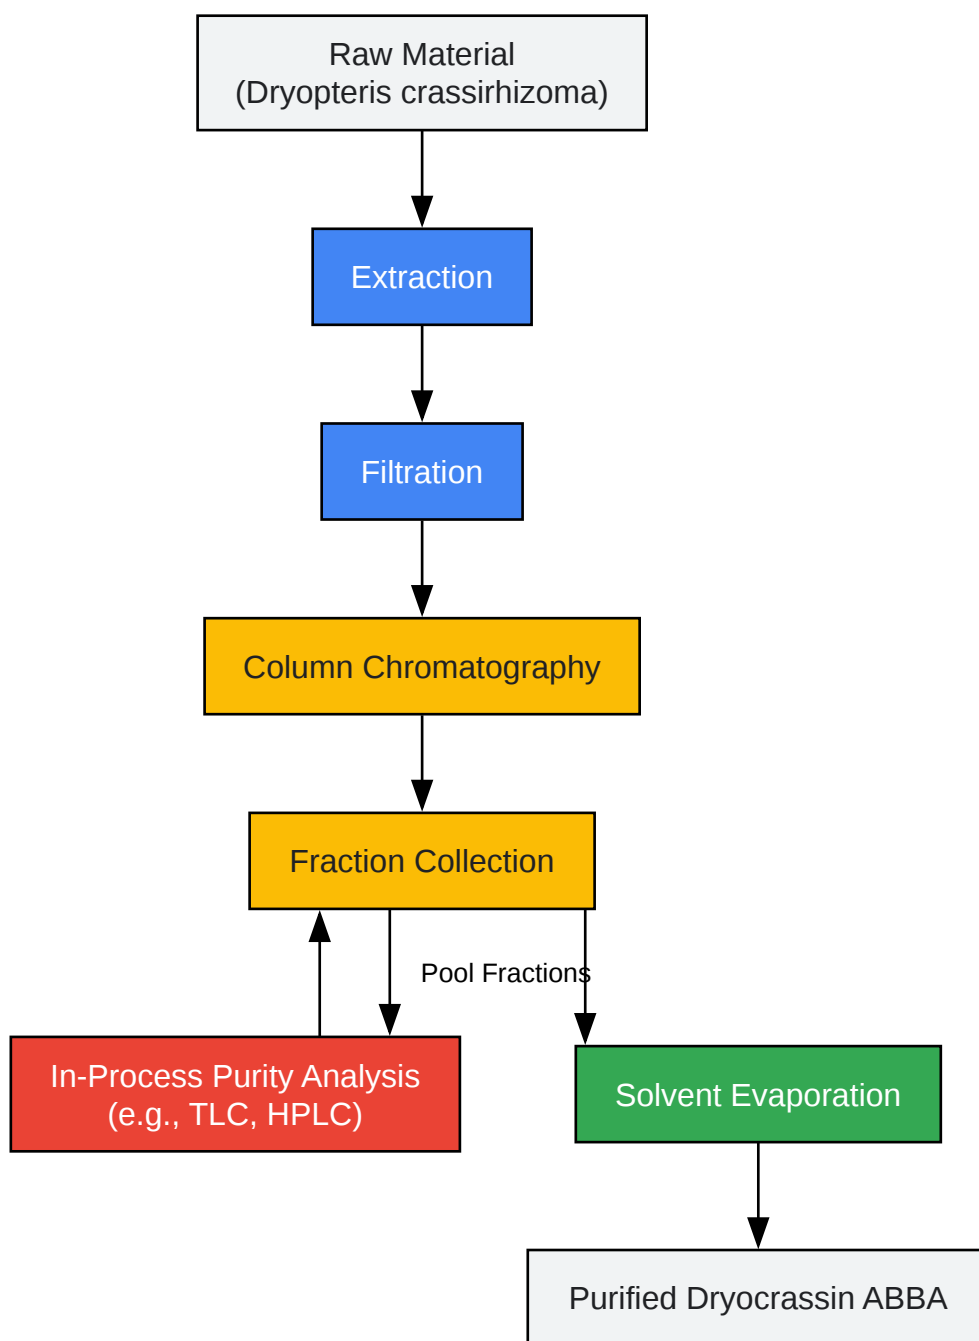 Raw Material
(Dryopteris crassirhizoma)
Extraction
Filtration
Column Chromatography
Fraction Collection
Pool Fractions
In-Process Purity Analysis
(e.g., TLC, HPLC)
Solvent Evaporation
Purified Dryocrassin ABBA